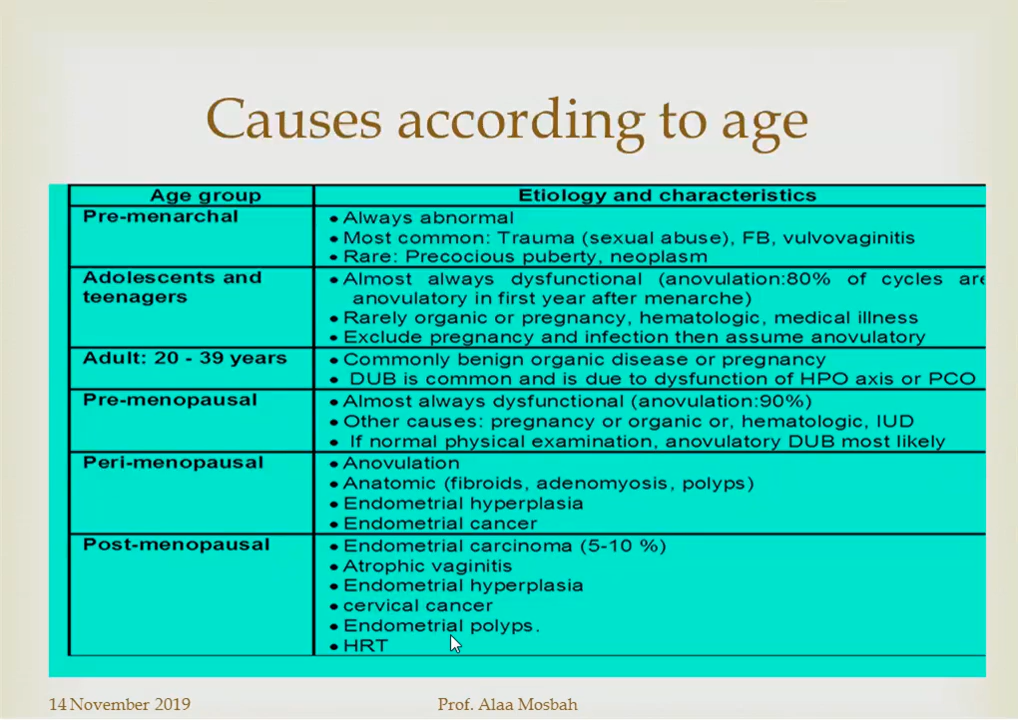 Causes according to age
Age group
Etiology and characteristics
Pre-menarchal
• Always abnormal
• Most common: Trauma (sexual abuse), FB, vulvovaginitis
• Rare: Precocious puberty, neoplasm
Adolescents and
teenagers
• Almost always dysfunctional (anovulation:80% of cycles are
anovulatory in first year after menarche)
• Rarely organic or pregnancy, hematologic, medical illness
• Exclude pregnancy and infection then assume anovulatory
Adult: 20 - 39 years
• Commonly benign organic disease or pregnancy
• DUB is common and is due to dysfunction of HPO axis or PCO
Pre-menopausal
• Almost always dysfunctional (anovulation:90%)
• Other causes: pregnancy or organic or, hematologic, IUD
• If normal physical examination, anovulatory DUB most likely
Peri-menopausal
• Anovulation
• Anatomic (fibroids, adenomyosis, polyps)
• Endometrial hyperplasia
• Endometrial cancer
Post-menopausal
• Endometrial carcinoma (5-10 %)
• Atrophic vaginitis
• Endometrial hyperplasia
• cervical cancer
• Endometrial polyps.
• HRT
14 November 2019
Prof. Alaa Mosbah